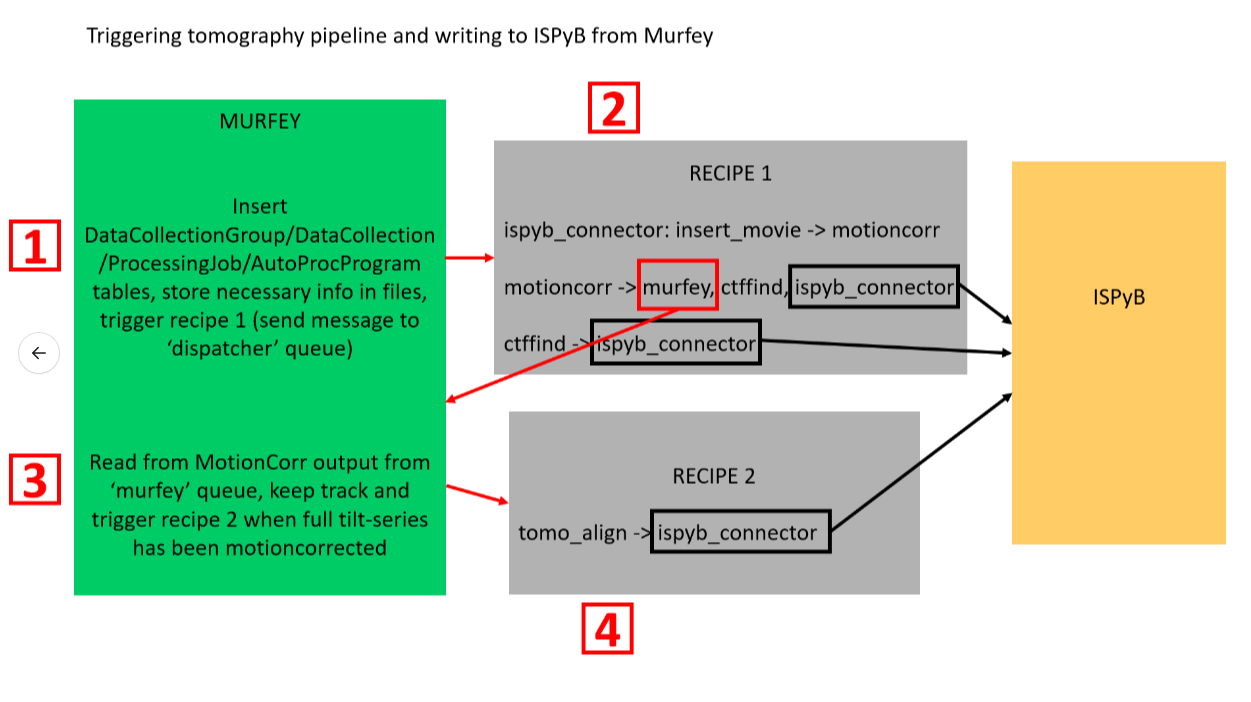 Triggering tomography pipeline and writing to ISPyB from Murfey
1
MURFEY
Insert
DataCollectionGroup/DataCollection
/ProcessingJob/AutoProcProgram
tables, store necessary info in files,
trigger recipe 1 (send message to
‘dispatcher’ queue)
2
RECIPE 1
ispyb_connector: insert_movie -> motioncorr
motioncorr -> murfey, ctffind, ispyb_connector
ctffind -> ispyb_connector
3
Read from MotionCorr output from
‘murfey’ queue, keep track and
trigger recipe 2 when full tilt-series
has been motioncorrected
RECIPE 2
tomo_align -> ispyb_connector
4
ISPyB